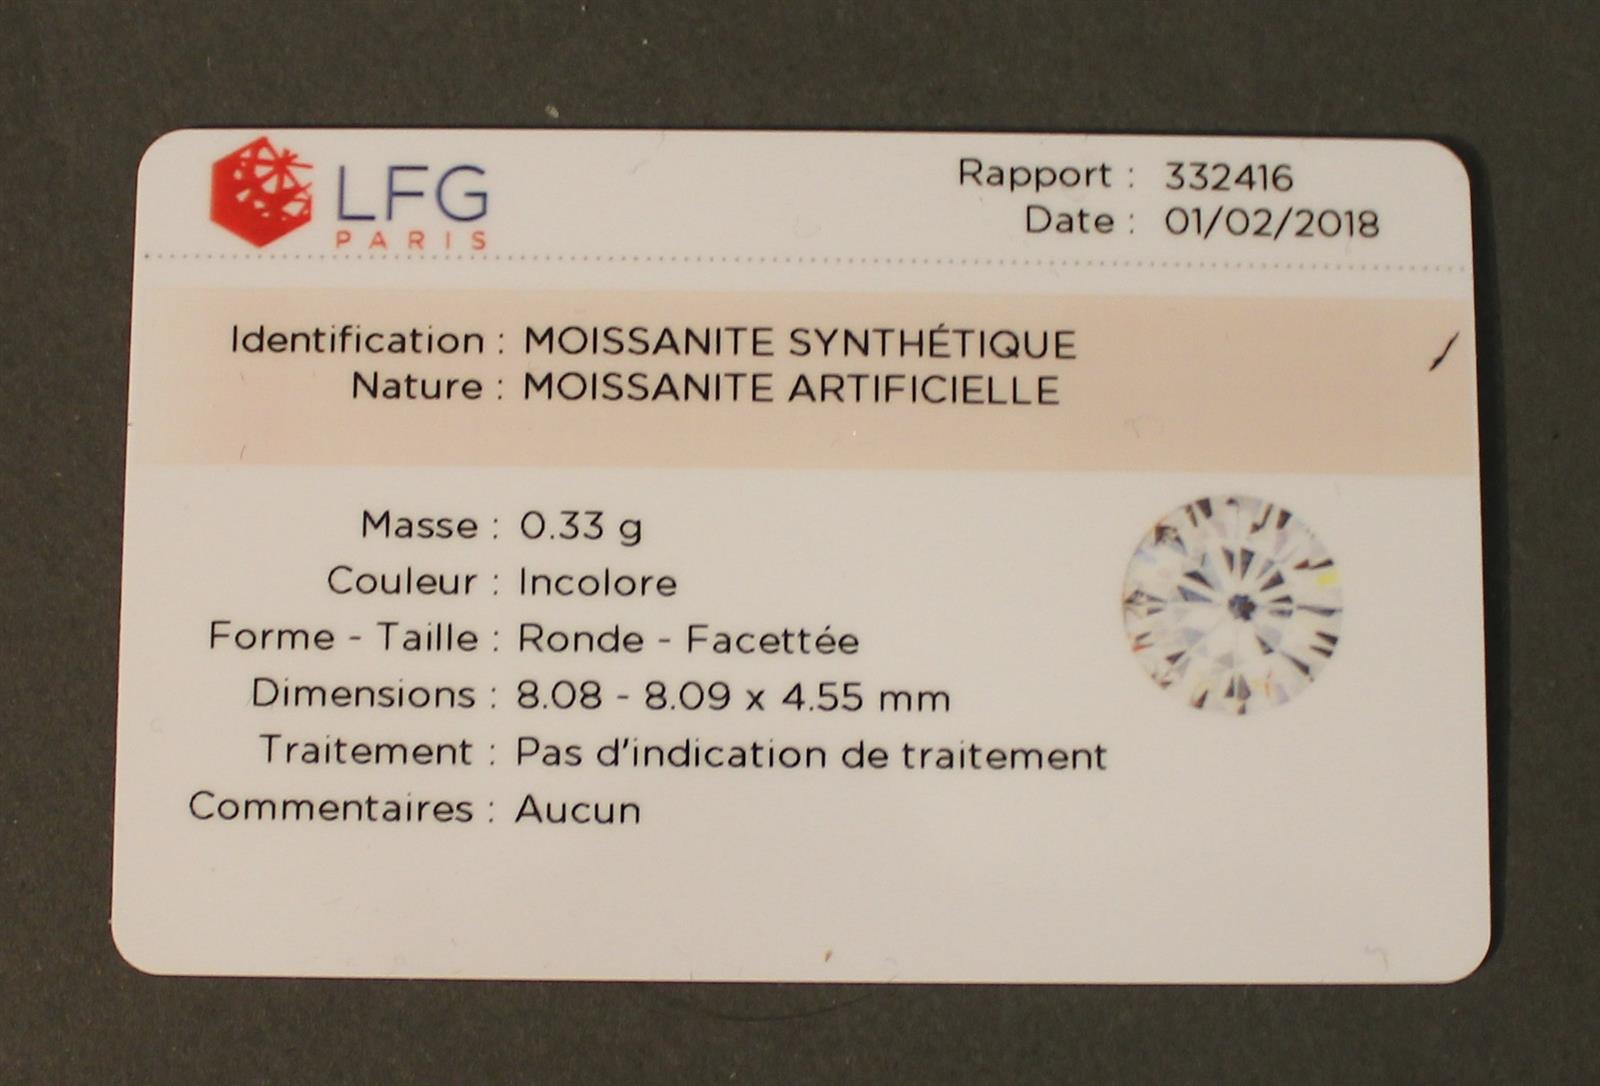 LFG
PARIS
Rapport : 332416
Date : 01/02/2018
Identification : MOISSANITE SYNTHÉTIQUE
Nature : MOISSANITE ARTIFICIELLE
Masse : 0.33 g
Couleur : Incolore
Forme - Taille : Ronde - Facettée
Dimensions : 8.08 - 8.09 x 4.55 mm
Traitement : Pas d'indication de traitement
Commentaires : Aucun